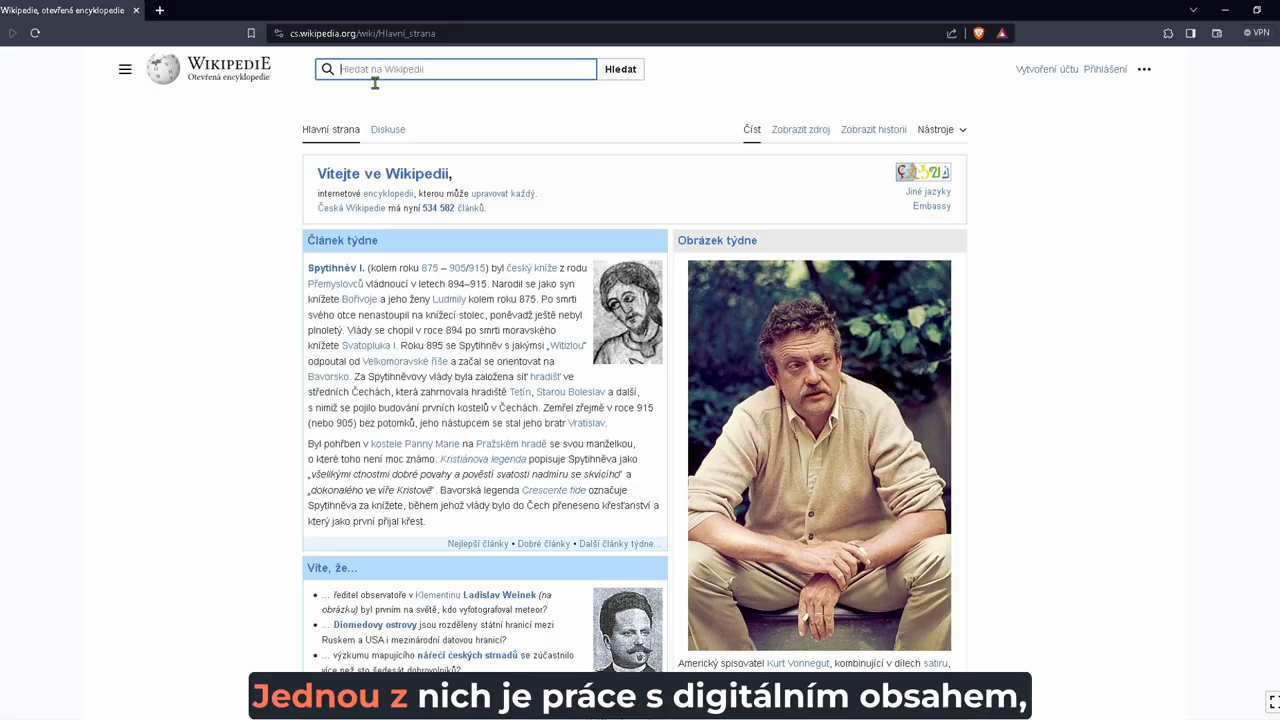 Wikipedie, otevřená encyklopedie
cs.wikipedia.org/wiki/Hlavní_strana
VPN
WIKIPEDIE
Otevřená encyklopedie
Hledat na Wikipedii
Hledat
Vytvoření účtu Přihlášení
Hlavní strana Diskuse
Číst Zobrazit zdroj Zobrazit historii Nástroje
Vítejte ve Wikipedii,
internetové encyklopedii, kterou může upravovat každý.
Česká Wikipedie má nyní 534 582 článků.
Jiné jazyky
Embassy
Článek týdne
Spytihněv I. (kolem roku 875 – 905/915) byl český kníže z rodu
Přemyslovců vládnoucí v letech 894–915. Narodil se jako syn
knížete Bořivoje a jeho ženy Ludmily kolem roku 875. Po smrti
svého otce nenastoupil na knížecí stolec, poněvadž ještě nebyl
plnoletý. Vlády se chopil v roce 894 po smrti moravského
knížete Svatopluka I. Roku 895 se Spytihněv s jakýmsi „Witizlou“
odpoutal od Velkomoravské říše a začal se orientovat na
Bavorsko. Za Spytihněvovy vlády byla založena síť hradišť ve
středních Čechách, která zahrnovala hradiště Tetín, Starou Boleslav a další,
s nimiž se pojilo budování prvních kostelů v Čechách. Zemřel zřejmě v roce 915
(nebo 905) bez potomků, jeho nástupcem se stal jeho bratr Vratislav.
Byl pohřben v kostele Panny Marie na Pražském hradě se svou manželkou,
o které toho není moc známo. Kristiánova legenda popisuje Spytihněva jako
„všelikými ctnostmi dobré povahy a pověstí svatosti nadmíru se skvícího“ a
„dokonalého ve víře Kristově“. Bavorská legenda Crescente fide označuje
Spytihněva za knížete, během jehož vlády bylo do Čech přeneseno křesťanství a
který jako první přijal křest.
Nejlepší články • Dobré články • Další články týdne...
Víte, že...
... ředitel observatoře v Klementinu Ladislav Weinek (na
obrázku) byl prvním na světě, kdo vyfotografoval meteor?
... Diomedovy ostrovy jsou rozděleny státní hranicí mezi
Ruskem a USA i mezinárodní datovou hranicí?
... výzkumu mapujícího nářečí českých strnadů se zúčastnilo
více než sto šedesát dobrovolníků?
Obrázek týdne
Americký spisovatel Kurt Vonnegut, kombinující v dílech satiru,
Jednou z nich je práce s digitálním obsahem,